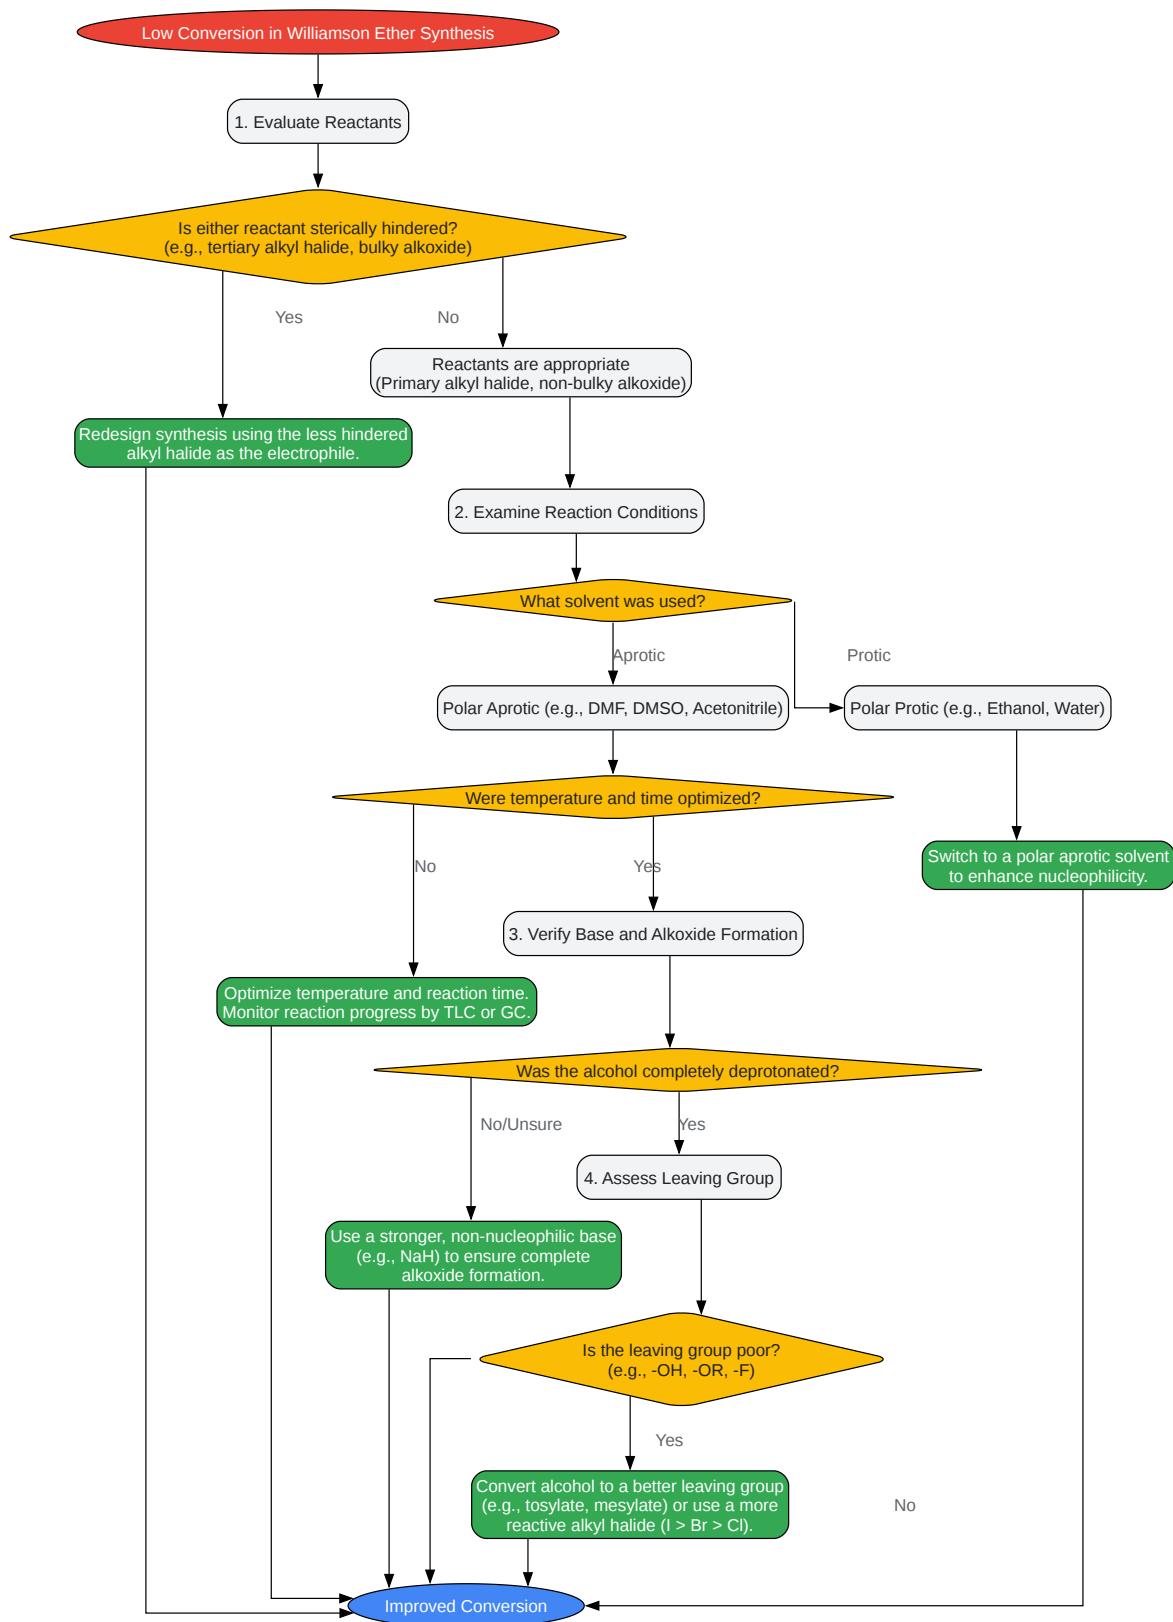 Low Conversion in Williamson Ether Synthesis
1. Evaluate Reactants
Is either reactant sterically hindered?
(e.g., tertiary alkyl halide, bulky alkoxide)
Yes
No
Reactants are appropriate
(Primary alkyl halide, non-bulky alkoxide)
Redesign synthesis using the less hindered
alkyl halide as the electrophile.
2. Examine Reaction Conditions
What solvent was used?
Aprotic
Protic
Polar Aprotic (e.g., DMF, DMSO, Acetonitrile)
Polar Protic (e.g., Ethanol, Water)
Were temperature and time optimized?
Switch to a polar aprotic solvent
to enhance nucleophilicity.
No
Yes
3. Verify Base and Alkoxide Formation
Optimize temperature and reaction time.
Monitor reaction progress by TLC or GC.
Was the alcohol completely deprotonated?
No/Unsure
Yes
4. Assess Leaving Group
Use a stronger, non-nucleophilic base
(e.g., NaH) to ensure complete
alkoxide formation.
Is the leaving group poor?
(e.g., -OH, -OR, -F)
Yes
Convert alcohol to a better leaving group
(e.g., tosylate, mesylate) or use a more
reactive alkyl halide (I > Br > Cl).
No
Improved Conversion